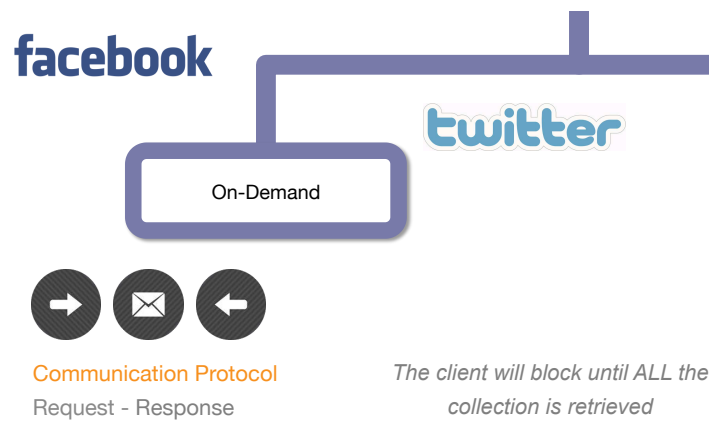 facebook
twitter
On-Demand
Communication Protocol
Request - Response
The client will block until ALL the
collection is retrieved